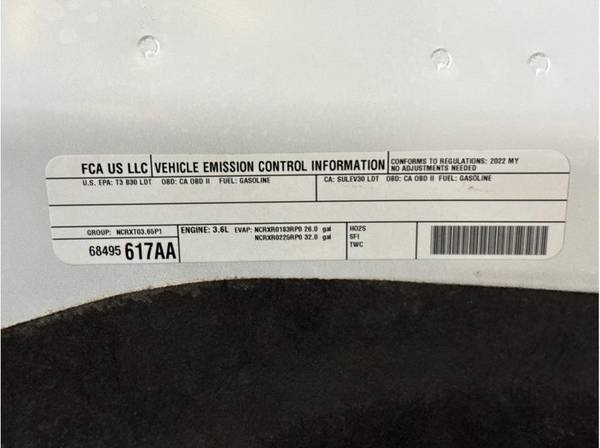 FCA US LLC VEHICLE EMISSION CONTROL INFORMATION CONFORMS TO REGULATIONS: 2022 MY
NO ADJUSTMENTS NEEDED
U.S. EPA: T3 B30 LDT OBD: CA OBD II FUEL: GASOLINE CA: SULEV30 LDT OBD: CA OBD II FUEL: GASOLINE
GROUP: NCRXT03.65P1 ENGINE: 3.6L EVAP: NCRXR0183RP0 26.0 gal HO2S
NCRXR0225RP0 32.0 gal SFI
68495 617AA TWC